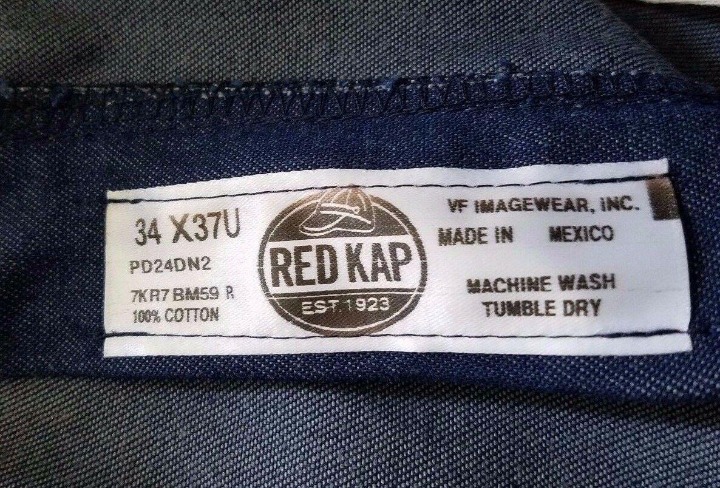 34 X37U
PD24DN2
7KR7 BM59 R
100% COTTON
RED KAP
EST 1923
VF IMAGEWEAR, INC.
MADE IN MEXICO
MACHINE WASH
TUMBLE DRY